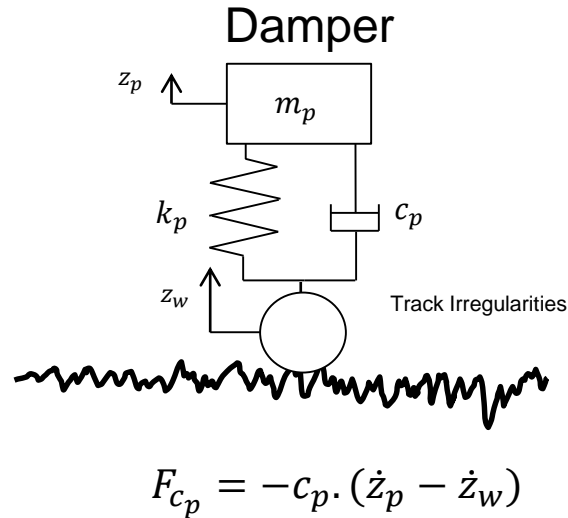 Damper
z_p
m_p
k_p
c_p
z_w
Track Irregularities
F_{c_p} = −c_p. (ż_p − ż_w)